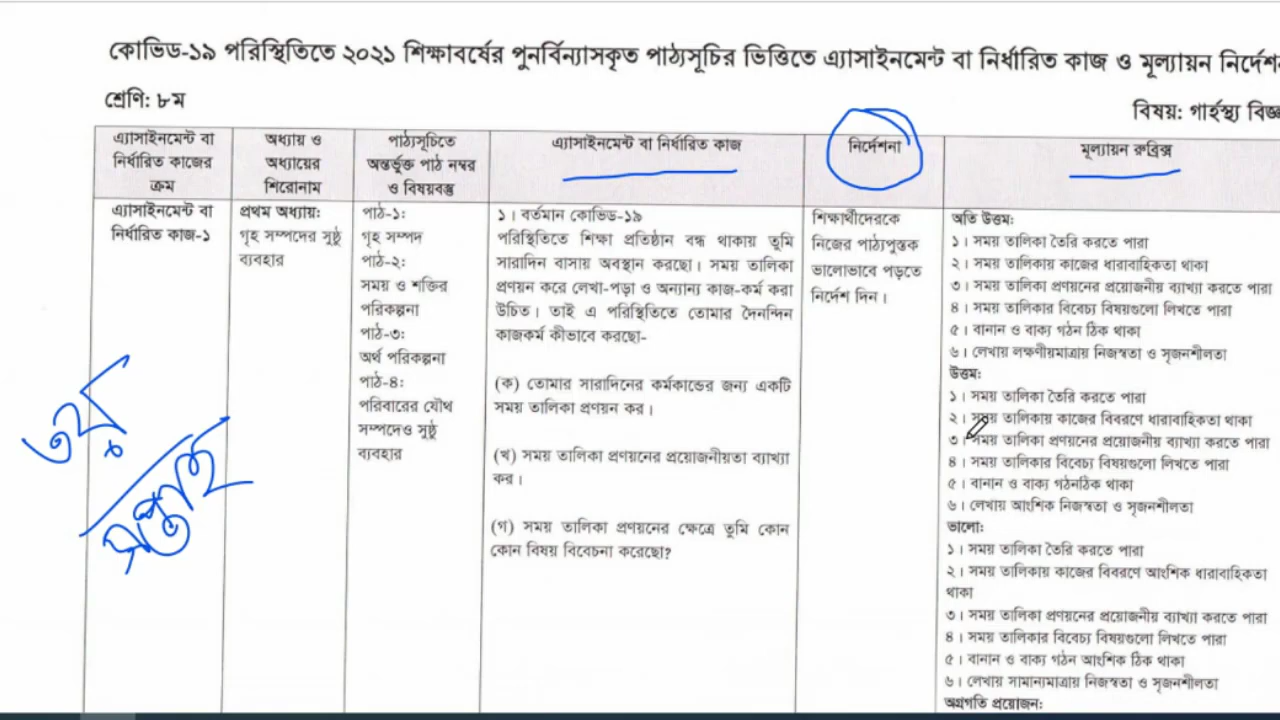 কোভিড-১৯ পরিস্থিতিতে ২০২১ শিক্ষাবর্ষের পুনর্বিন্যাসকৃত পাঠ্যসূচির ভিত্তিতে এ্যাসাইনমেন্ট বা নির্ধারিত কাজ ও মূল্যায়ন নির্দেশন
শ্রেণি: ৮ম
বিষয়: গার্হস্থ্য বিজ্ঞ
এ্যাসাইনমেন্ট বা
নির্ধারিত কাজের
ক্রম
অধ্যায় ও
অধ্যায়ের
শিরোনাম
পাঠ্যসূচিতে
অন্তর্ভুক্ত পাঠ নম্বর
ও বিষয়বস্তু
এ্যাসাইনমেন্ট বা নির্ধারিত কাজ
নির্দেশনা
মূল্যায়ন রুব্রিক্স
এ্যাসাইনমেন্ট বা
নির্ধারিত কাজ-১
প্রথম অধ্যায়:
গৃহ সম্পদের সুষ্ঠু
ব্যবহার
পাঠ-১:
গৃহ সম্পদ
পাঠ-২:
সময় ও শক্তির
পরিকল্পনা
পাঠ-৩:
অর্থ পরিকল্পনা
পাঠ-৪:
পরিবারের যৌথ
সম্পদেও সুষ্ঠু
ব্যবহার
১। বর্তমান কোভিড-১৯
পরিস্থিতিতে শিক্ষা প্রতিষ্ঠান বন্ধ থাকায় তুমি
সারাদিন বাসায় অবস্থান করছো। সময় তালিকা
প্রণয়ন করে লেখা-পড়া ও অন্যান্য কাজ-কর্ম করা
উচিত। তাই এ পরিস্থিতিতে তোমার দৈনন্দিন
কাজকর্ম কীভাবে করছো-
(ক) তোমার সারাদিনের কর্মকান্ডের জন্য একটি
সময় তালিকা প্রণয়ন কর।
(খ) সময় তালিকা প্রণয়নের প্রয়োজনীয়তা ব্যাখ্যা
কর।
(গ) সময় তালিকা প্রণয়নের ক্ষেত্রে তুমি কোন
কোন বিষয় বিবেচনা করেছো?
শিক্ষার্থীদেরকে
নিজের পাঠ্যপুস্তক
ভালোভাবে পড়তে
নির্দেশ দিন।
অতি উত্তম:
১। সময় তালিকা তৈরি করতে পারা
২। সময় তালিকায় কাজের ধারাবাহিকতা থাকা
৩। সময় তালিকা প্রণয়নের প্রয়োজনীয় ব্যাখ্যা করতে পারা
৪। সময় তালিকার বিবেচ্য বিষয়গুলো লিখতে পারা
৫। বানান ও বাক্য গঠন ঠিক থাকা
৬। লেখায় লক্ষণীয়মাত্রায় নিজস্বতা ও সৃজনশীলতা
উত্তম:
১। সময় তালিকা তৈরি করতে পারা
২। সময় তালিকায় কাজের বিবরণে ধারাবাহিকতা থাকা
৩। সময় তালিকা প্রণয়নের প্রয়োজনীয় ব্যাখ্যা করতে পারা
৪। সময় তালিকার বিবেচ্য বিষয়গুলো লিখতে পারা
৫। বানান ও বাক্য গঠনঠিক থাকা
৬। লেখায় আংশিক নিজস্বতা ও সৃজনশীলতা
ভালো:
১। সময় তালিকা তৈরি করতে পারা
২। সময় তালিকায় কাজের বিবরণে আংশিক ধারাবাহিকতা
থাকা
৩। সময় তালিকা প্রণয়নের প্রয়োজনীয় ব্যাখ্যা করতে পারা
৪। সময় তালিকার বিবেচ্য বিষয়গুলো লিখতে পারা
৫। বানান ও বাক্য গঠন আংশিক ঠিক থাকা
৬। লেখায় সামান্যমাত্রায় নিজস্বতা ও সৃজনশীলতা
অগ্রগতি প্রয়োজন:
৩য়
সপ্তাহ